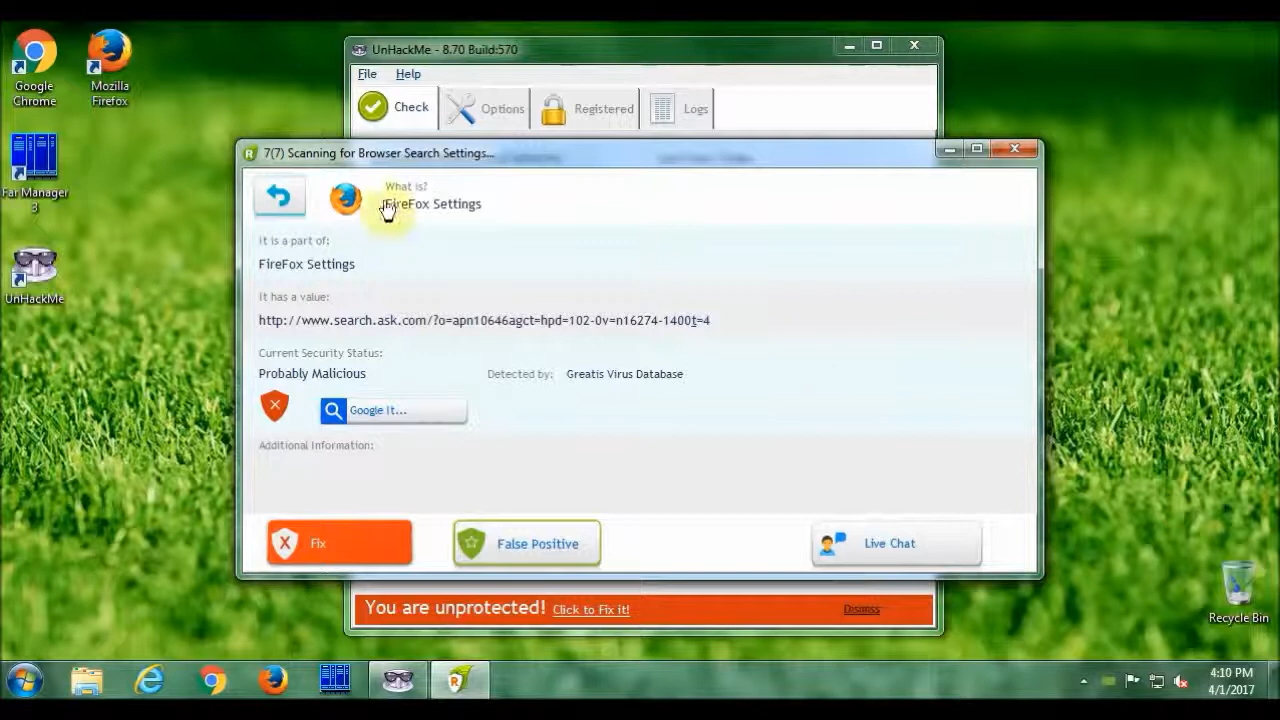 Google
Chrome
Mozilla
Firefox
Far Manager
3
UnHackMe
UnHackMe - 8.70 Build:570
File Help
Check Options Registered Logs
7(7) Scanning for Browser Search Settings...
What is?
FireFox Settings
It is a part of:
FireFox Settings
It has a value:
http://www.search.ask.com/?o=apn10646agct=hpd=102-0v=n16274-1400t=4
Current Security Status:
Probably Malicious Detected by: Greatis Virus Database
Google It...
Additional Information:
Fix False Positive Live Chat
You are unprotected! Click to Fix it! Dismiss
Recycle Bin
4:10 PM
4/1/2017